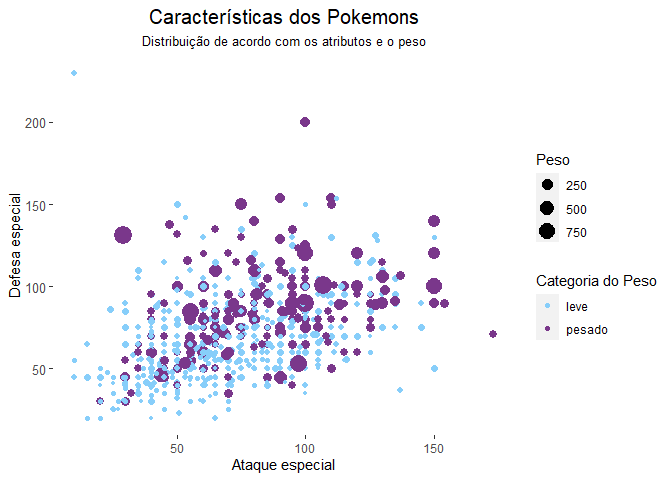 Características dos Pokemons
Distribuição de acordo com os atributos e o peso
200
150
100
50
Defesa especial
50
100
150
Ataque especial
Peso
250
500
750
Categoria do Peso
leve
pesado